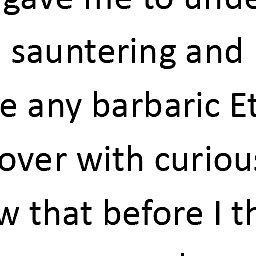 gave me to unde
sauntering and
e any barbaric Et
over with curious
w that before I th